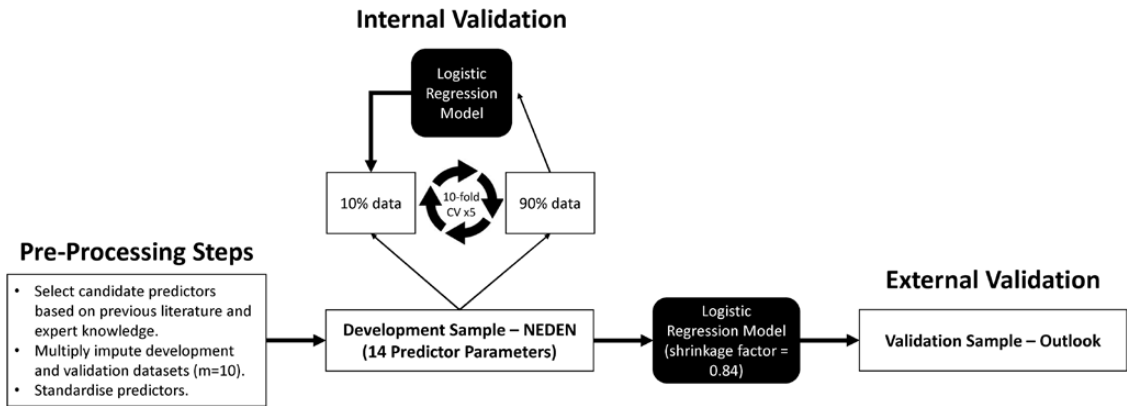 Internal Validation
Logistic
Regression
Model
10% data
10-fold
CV x5
90% data
Pre-Processing Steps
• Select candidate predictors
based on previous literature and
expert knowledge.
• Multiply impute development
and validation datasets (m=10).
• Standardise predictors.
Development Sample – NEDEN
(14 Predictor Parameters)
Logistic
Regression Model
(shrinkage factor =
0.84)
External Validation
Validation Sample – Outlook